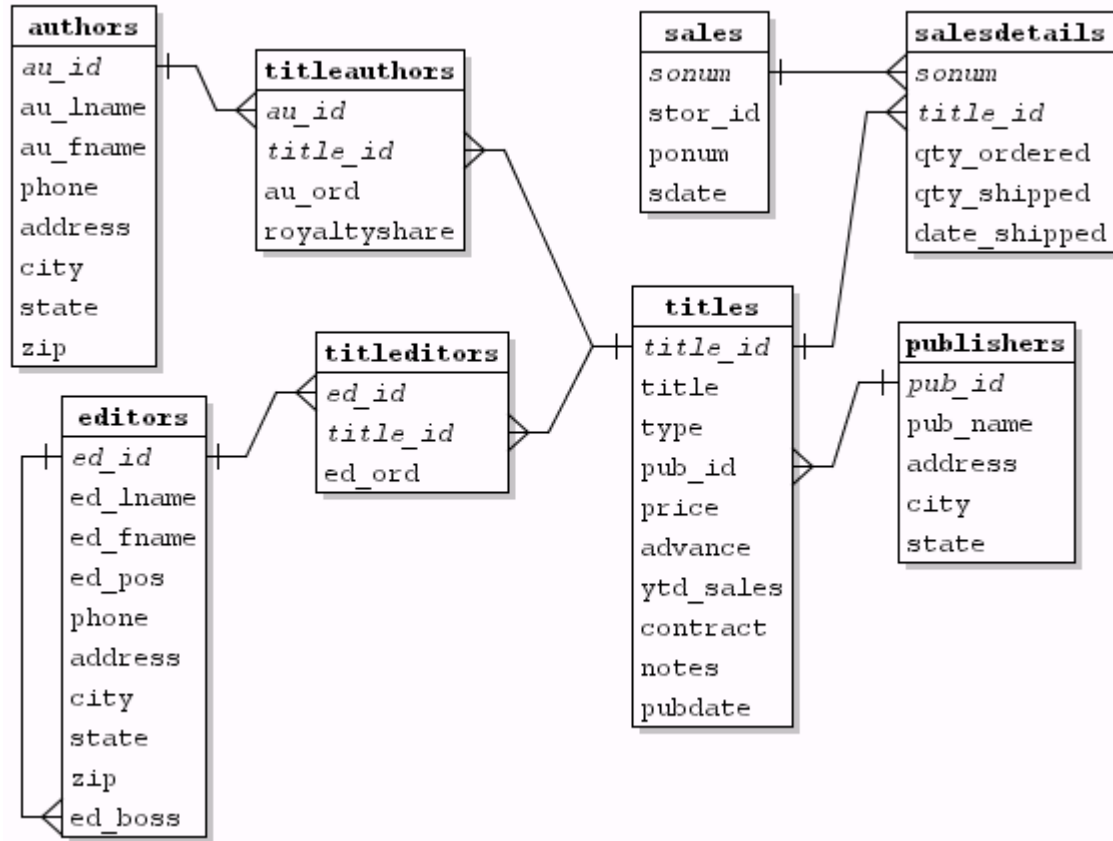 authors
au_id
au_lname
au_fname
phone
address
city
state
zip
titleauthors
au_id
title_id
au_ord
royaltyshare
sales
sonum
stor_id
ponum
sdate
salesdetails
sonum
title_id
qty_ordered
qty_shipped
date_shipped
editors
ed_id
ed_lname
ed_fname
ed_pos
phone
address
city
state
zip
ed_boss
titleditors
ed_id
title_id
ed_ord
titles
title_id
title
type
pub_id
price
advance
ytd_sales
contract
notes
pubdate
publishers
pub_id
pub_name
address
city
state